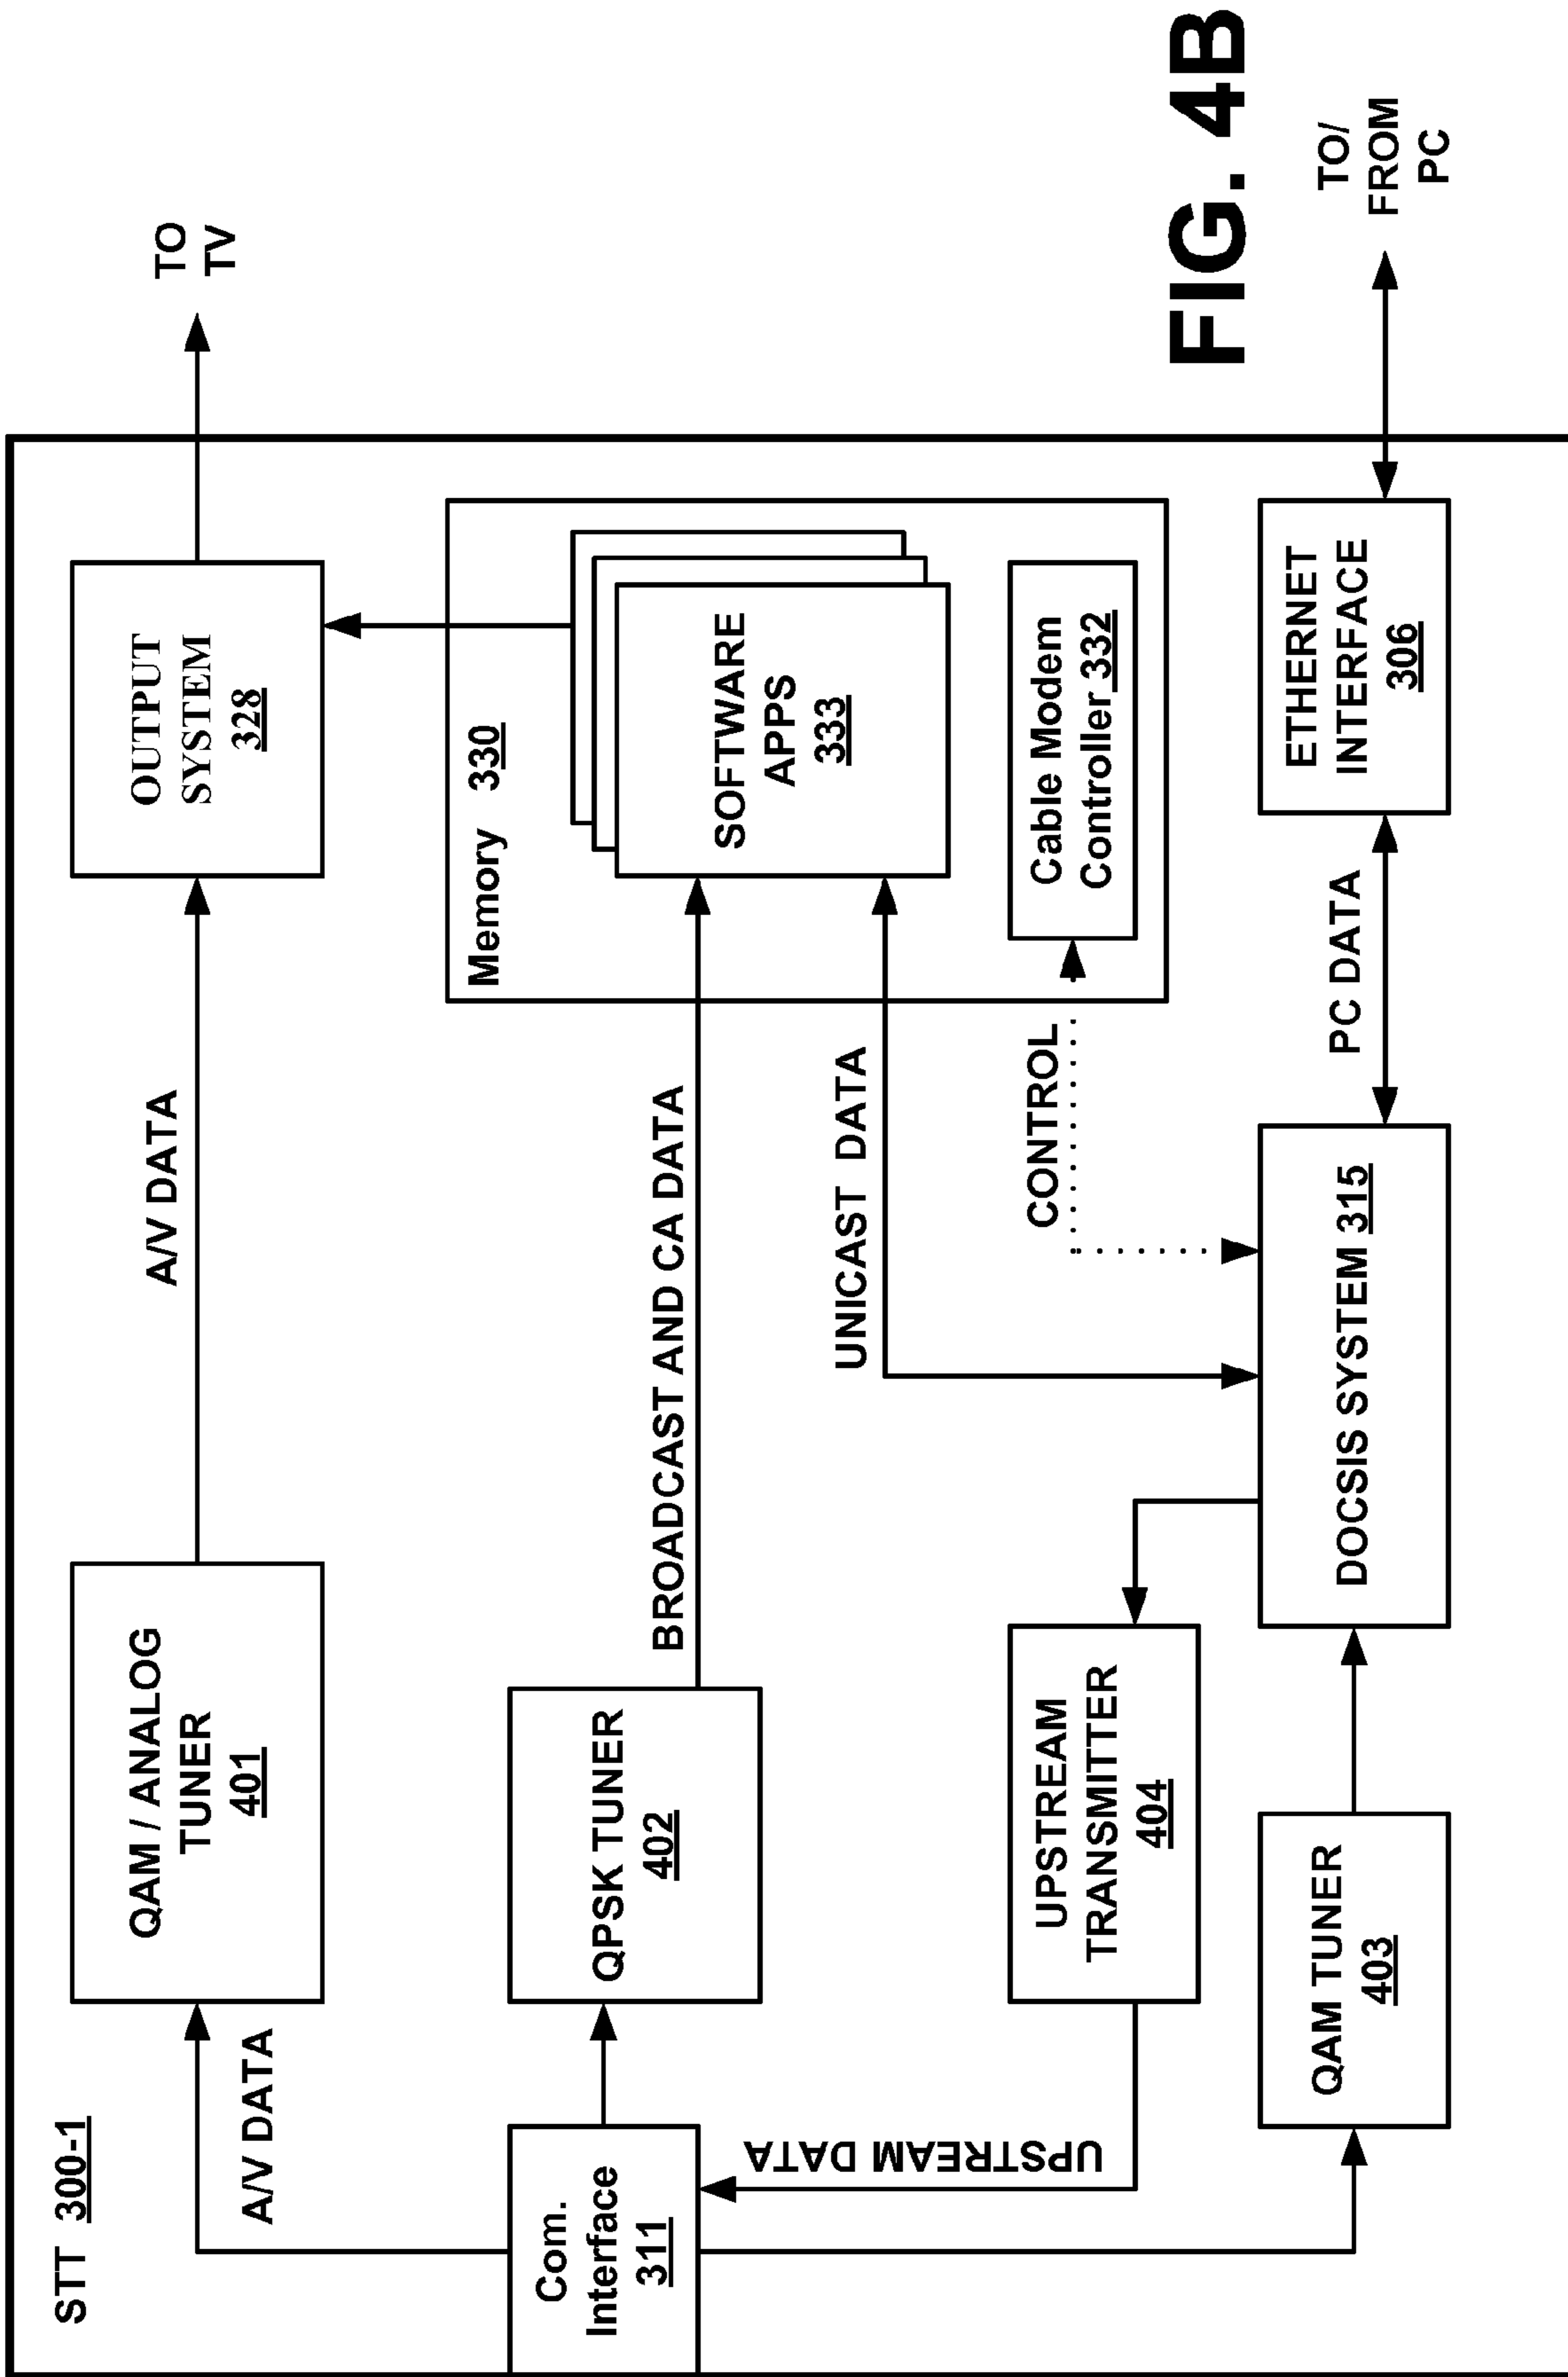 STT 300-1
A/V DATA
QAM / ANALOG
TUNER
401
A/V DATA
OUTPUT
SYSTEM
328
TO
TV
Com.
Interface
311
QPSK TUNER
402
BROADCAST AND CA DATA
Memory 330
SOFTWARE
APPS
333
UNICAST DATA
UPSTREAM DATA
UPSTREAM
TRANSMITTER
404
CONTROL
Cable Modem
Controller 332
QAM TUNER
403
DOCSIS SYSTEM 315
PC DATA
ETHERNET
INTERFACE
306
TO/
FROM
PC
FIG. 4B